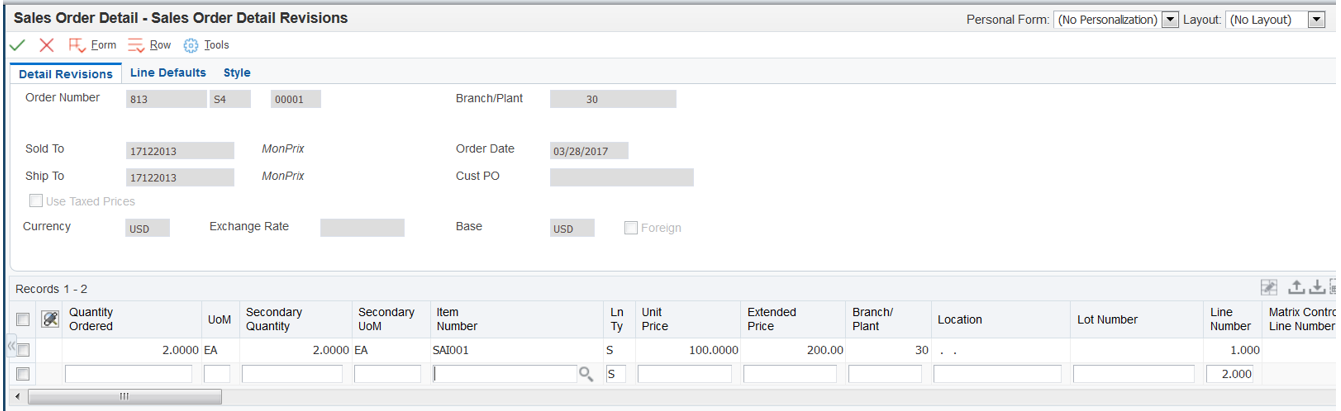 Sales Order Detail - Sales Order Detail Revisions
Personal Form: (No Personalization) Layout: (No Layout)
Form Row Tools
Detail Revisions Line Defaults Style
Order Number 813 S4 00001 Branch/Plant 30
Sold To 17122013 MonPrix Order Date 03/28/2017
Ship To 17122013 MonPrix Cust PO
Use Taxed Prices
Currency USD Exchange Rate Base USD Foreign
Records 1 - 2
Quantity Ordered UoM Secondary Quantity Secondary UoM Item Number Ln Ty Unit Price Extended Price Branch/ Plant Location Lot Number Line Number Matrix Contro Line Number
2.0000 EA 2.0000 EA SAI001 S 100.0000 200.00 30 . . 1.000
S 2.000